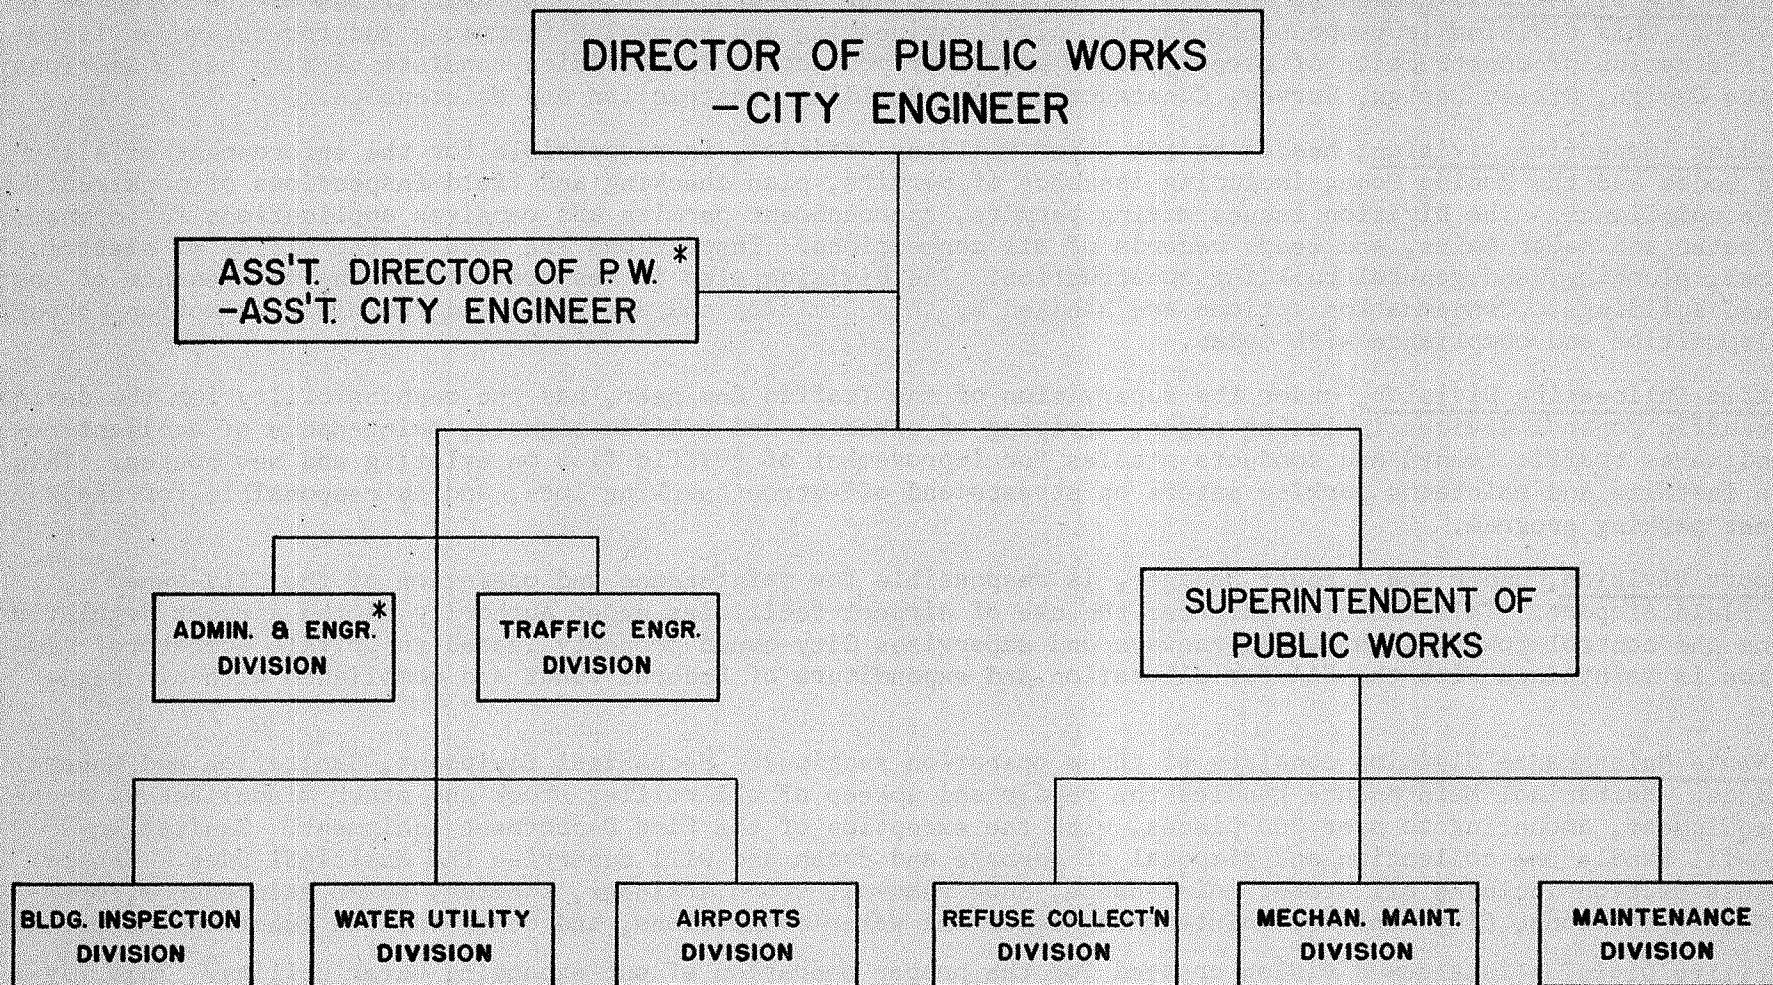 DIRECTOR OF PUBLIC WORKS
–CITY ENGINEER
ASS'T. DIRECTOR OF P.W. *
–ASS'T. CITY ENGINEER
ADMIN. & ENGR. *
DIVISION
TRAFFIC ENGR.
DIVISION
SUPERINTENDENT OF
PUBLIC WORKS
BLDG. INSPECTION
DIVISION
WATER UTILITY
DIVISION
AIRPORTS
DIVISION
REFUSE COLLECT'N
DIVISION
MECHAN. MAINT.
DIVISION
MAINTENANCE
DIVISION